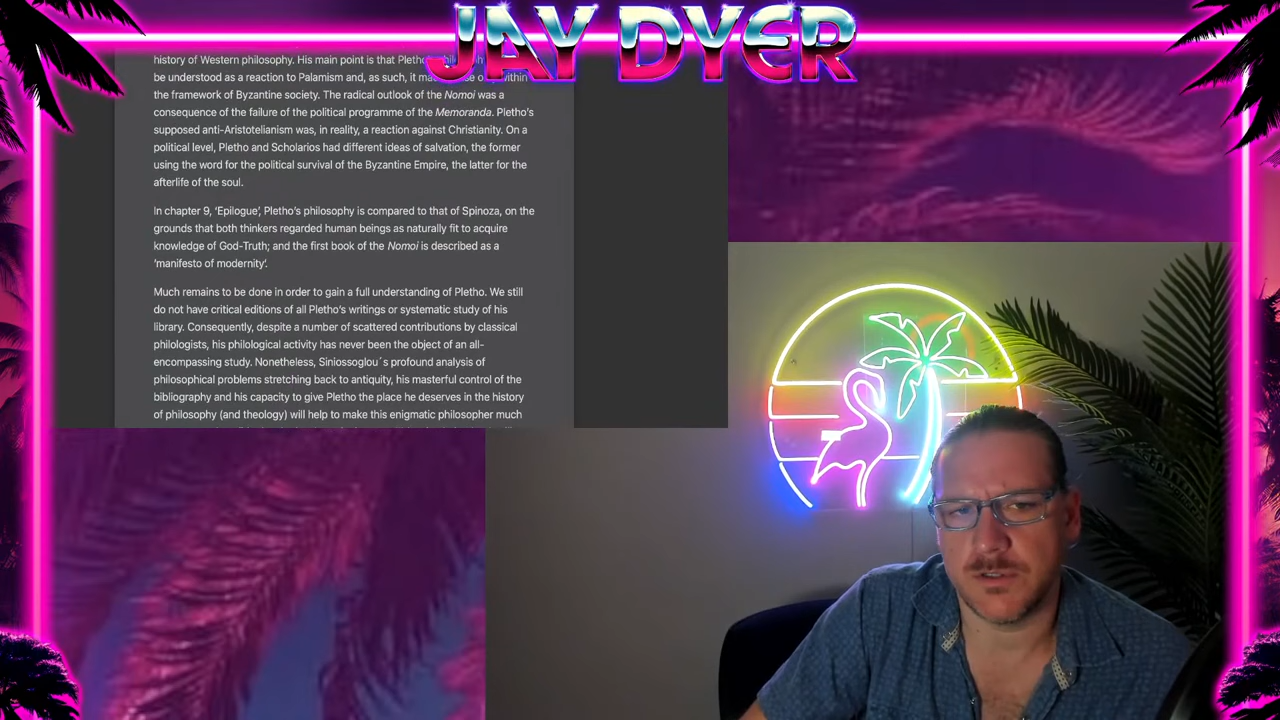 JAY DYER
history of Western philosophy. His main point is that
be understood as a reaction to Palamism and, as such, it
the framework of Byzantine society. The radical outlook of the Nomoi was a
consequence of the failure of the political programme of the Memoranda. Pletho's
supposed anti-Aristotelianism was, in reality, a reaction against Christianity. On a
political level, Pletho and Scholarios had different ideas of salvation, the former
using the word for the political survival of the Byzantine Empire, the latter for the
afterlife of the soul.
In chapter 9, ‘Epilogue’, Pletho’s philosophy is compared to that of Spinoza, on the
grounds that both thinkers regarded human beings as naturally fit to acquire
knowledge of God-Truth; and the first book of the Nomoi is described as a
‘manifesto of modernity’.
Much remains to be done in order to gain a full understanding of Pletho. We still
do not have critical editions of all Pletho’s writings or systematic study of his
library. Consequently, despite a number of scattered contributions by classical
philologists, his philological activity has never been the object of an all-
encompassing study. Nonetheless, Siniossoglou´s profound analysis of
philosophical problems stretching back to antiquity, his masterful control of the
bibliography and his capacity to give Pletho the place he deserves in the history
of philosophy (and theology) will help to make this enigmatic philosopher much